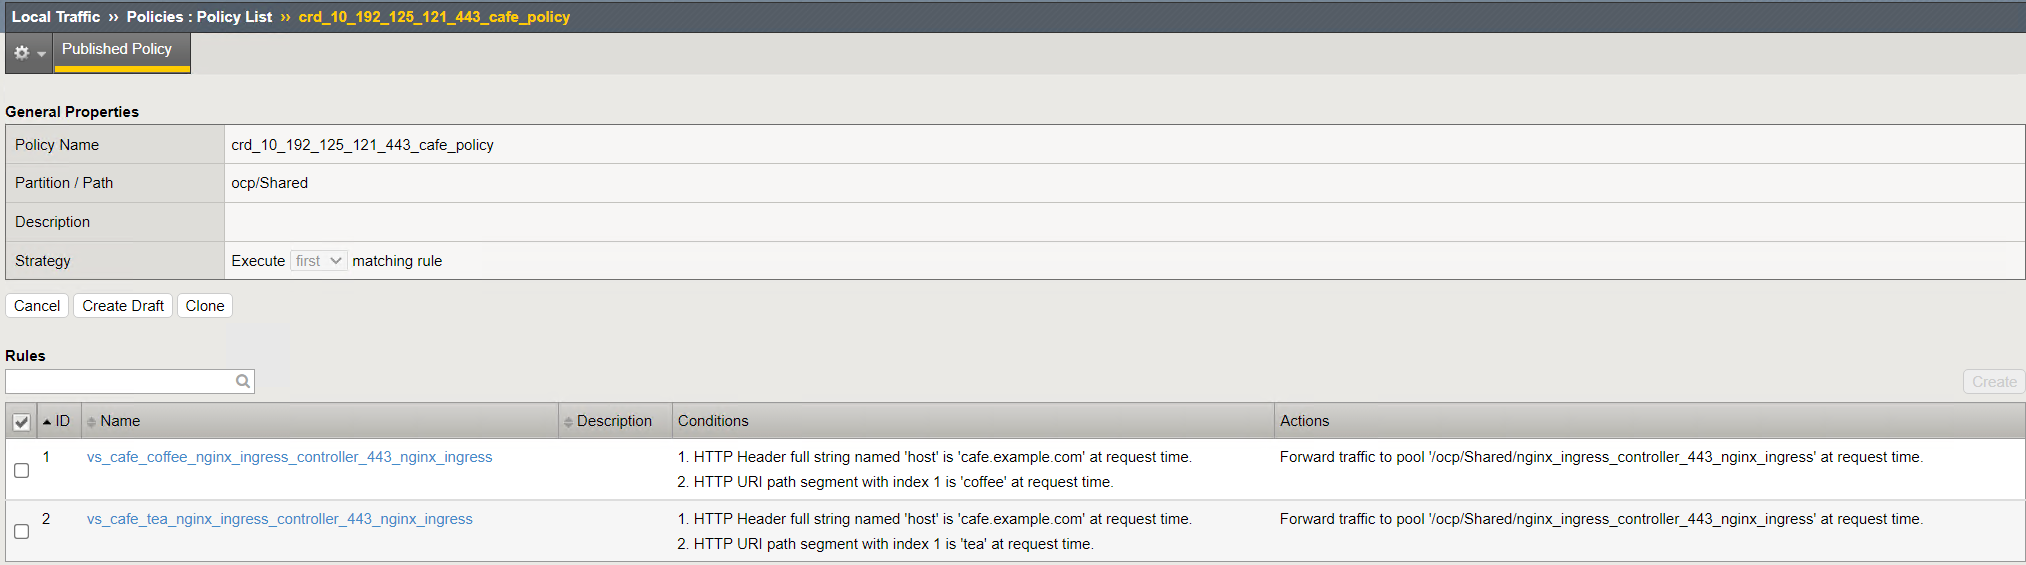 Local Traffic ›› Policies : Policy List ›› crd_10_192_125_121_443_cafe_policy
Published Policy
General Properties
Policy Name crd_10_192_125_121_443_cafe_policy
Partition / Path ocp/Shared
Description
Strategy Execute first matching rule
Cancel Create Draft Clone
Rules
Create
ID Name Description Conditions Actions
1 vs_cafe_coffee_nginx_ingress_controller_443_nginx_ingress 1. HTTP Header full string named 'host' is 'cafe.example.com' at request time. Forward traffic to pool '/ocp/Shared/nginx_ingress_controller_443_nginx_ingress' at request time.
2. HTTP URI path segment with index 1 is 'coffee' at request time.
2 vs_cafe_tea_nginx_ingress_controller_443_nginx_ingress 1. HTTP Header full string named 'host' is 'cafe.example.com' at request time. Forward traffic to pool '/ocp/Shared/nginx_ingress_controller_443_nginx_ingress' at request time.
2. HTTP URI path segment with index 1 is 'tea' at request time.